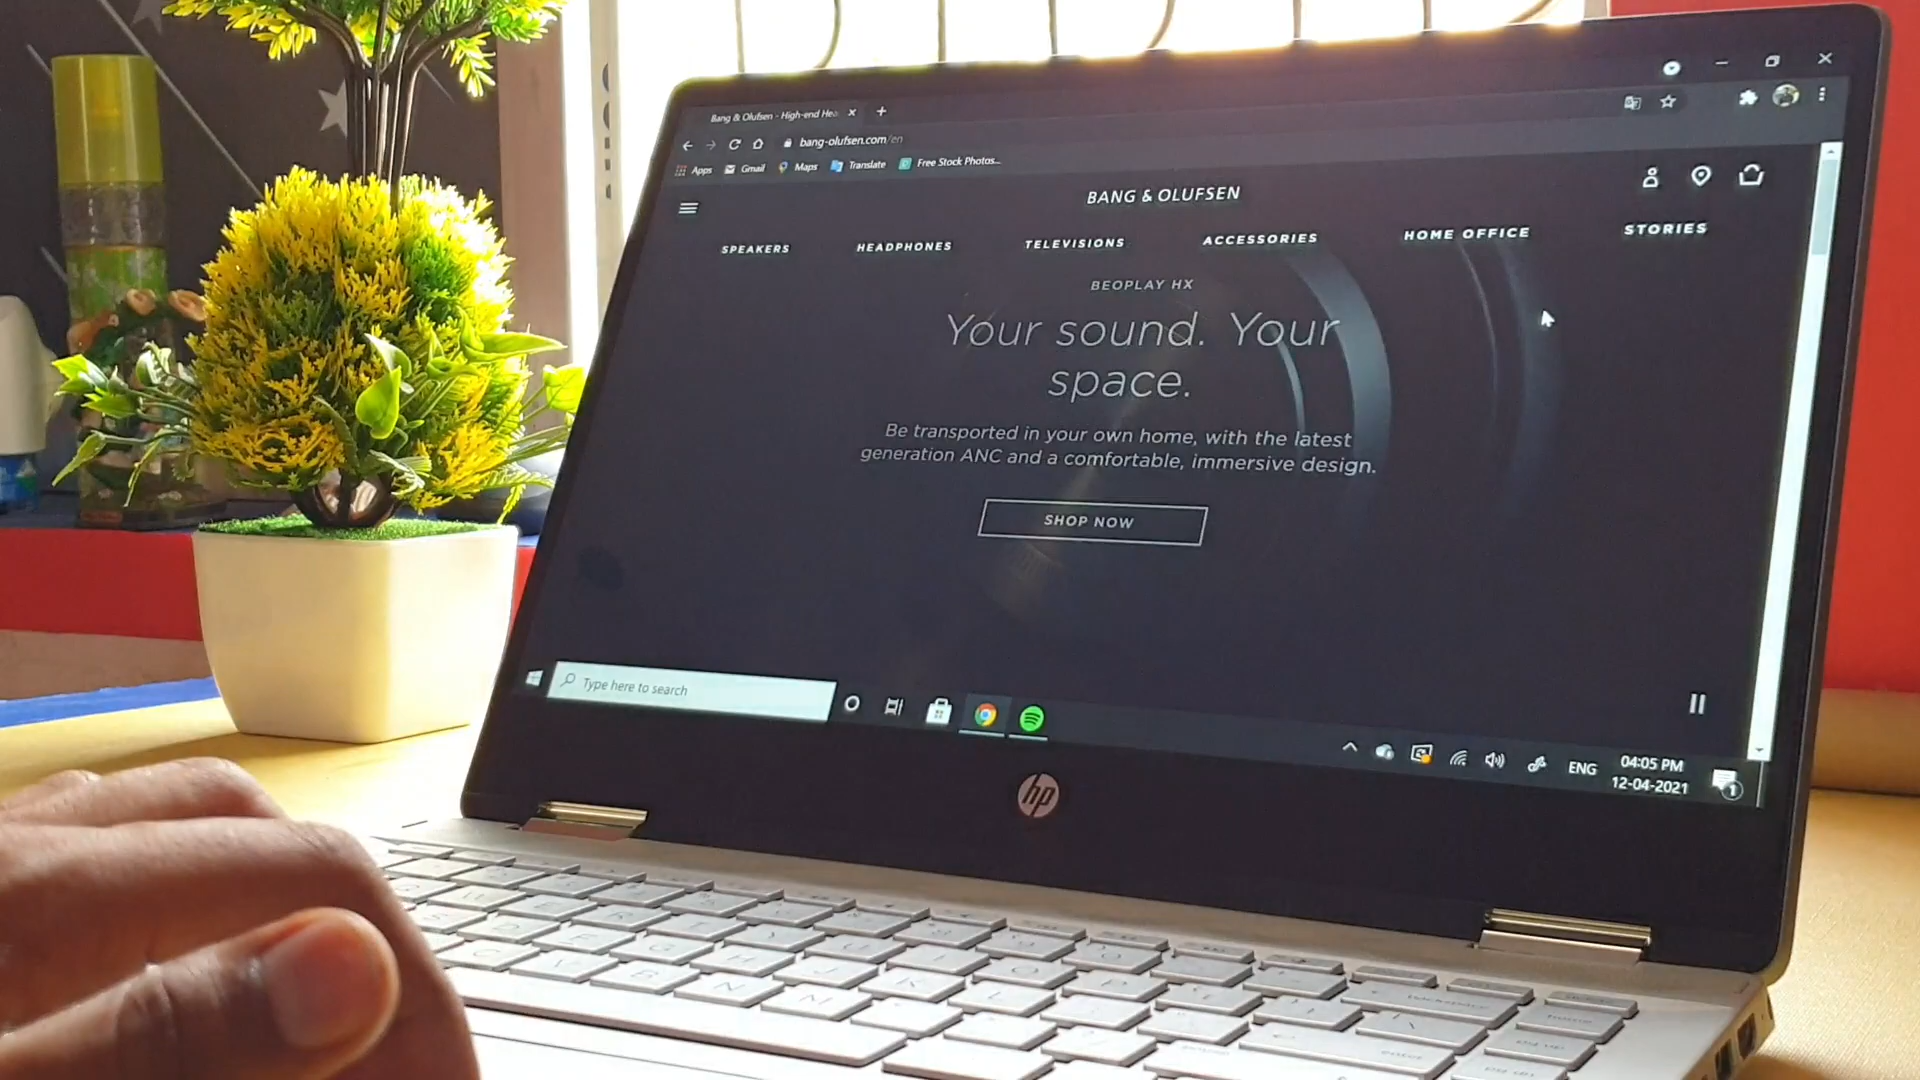 Bang & Olufsen - High-end Hea
bang-olufsen.com/en
Apps Gmail Maps Translate Free Stock Photos...
BANG & OLUFSEN
SPEAKERS HEADPHONES TELEVISIONS ACCESSORIES HOME OFFICE STORIES
BEOPLAY HX
Your sound. Your
space.
Be transported in your own home, with the latest
generation ANC and a comfortable, immersive design.
SHOP NOW
Type here to search
ENG
04:05 PM
12-04-2021
1
hp